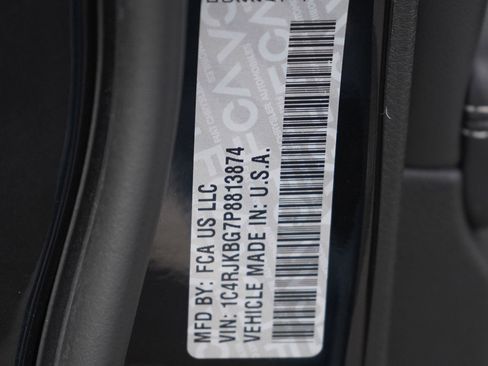 MFD BY: FCA US LLC
VIN: 1C4RJKBG7P8813874
VEHICLE MADE IN: U.S.A.